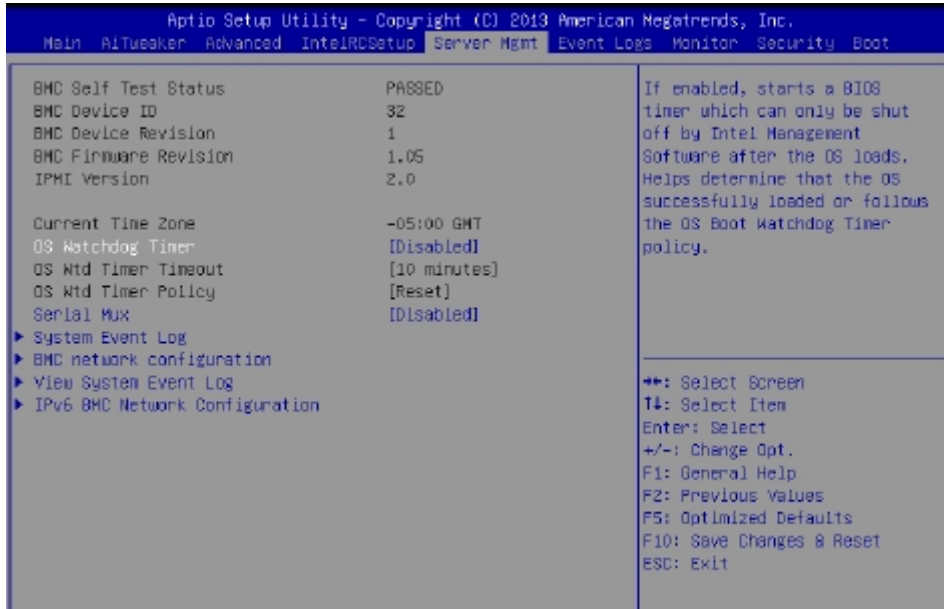 Aptio Setup Utility - Copyright (C) 2013 American Megatrends, Inc.
Main AiTweaker Advanced IntelRCSetup Server Mgmt Event Logs Monitor Security Boot
BMC Self Test Status PASSED
BMC Device ID 32
BMC Device Revision 1
BMC Firmware Revision 1.05
IPMI Version 2.0
Current Time Zone -05:00 GMT
OS Watchdog Timer [Disabled]
OS Wtd Timer Timeout [10 minutes]
OS Wtd Timer Policy [Reset]
Serial Mux [Disabled]
► System Event Log
► BMC network configuration
► View System Event Log
► IPv6 BMC Network Configuration
If enabled, starts a BIOS
timer which can only be shut
off by Intel Management
Software after the OS loads.
Helps determine that the OS
successfully loaded or follows
the OS Boot Watchdog Timer
policy.
→←: Select Screen
↑↓: Select Item
Enter: Select
+/-: Change Opt.
F1: General Help
F2: Previous Values
F5: Optimized Defaults
F10: Save Changes & Reset
ESC: Exit